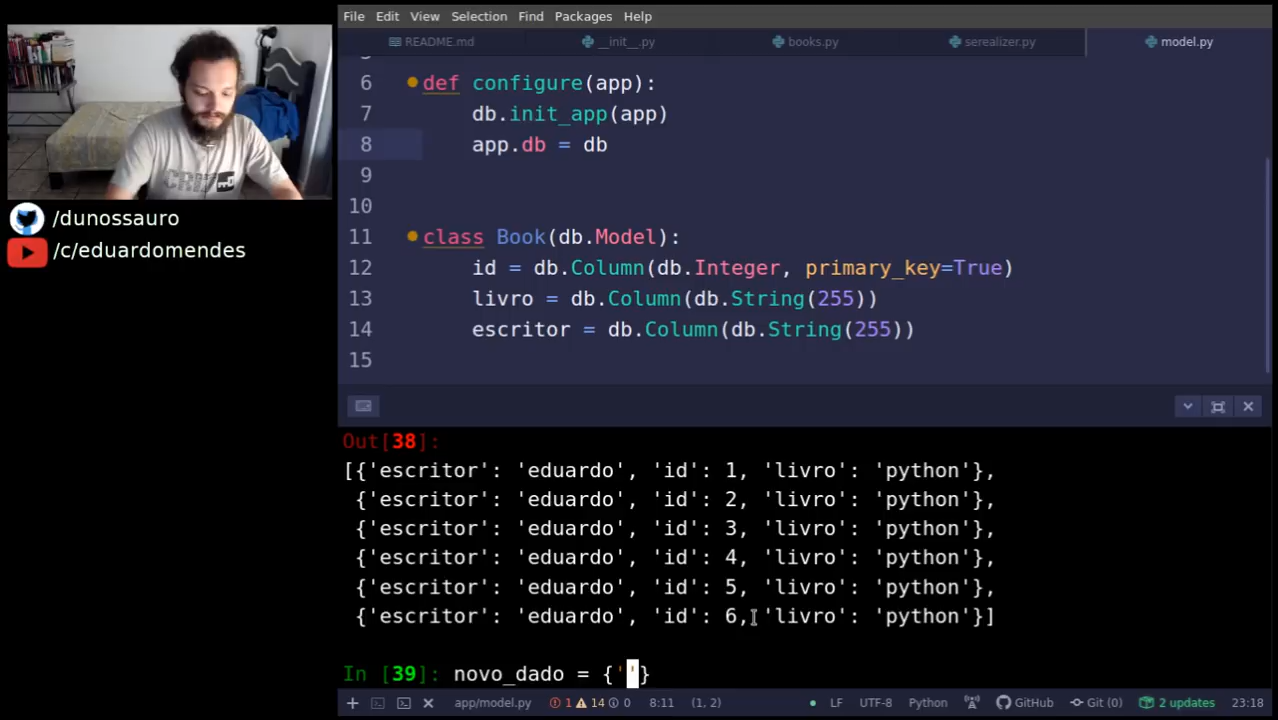 File Edit View Selection Find Packages Help
README.md __init__.py books.py serealizer.py model.py
6 def configure(app):
7 db.init_app(app)
8 app.db = db
9
10
11 class Book(db.Model):
12 id = db.Column(db.Integer, primary_key=True)
13 livro = db.Column(db.String(255))
14 escritor = db.Column(db.String(255))
15
/dunossauro
/c/eduardomendes
Out[38]:
[{'escritor': 'eduardo', 'id': 1, 'livro': 'python'},
{'escritor': 'eduardo', 'id': 2, 'livro': 'python'},
{'escritor': 'eduardo', 'id': 3, 'livro': 'python'},
{'escritor': 'eduardo', 'id': 4, 'livro': 'python'},
{'escritor': 'eduardo', 'id': 5, 'livro': 'python'},
{'escritor': 'eduardo', 'id': 6, 'livro': 'python'}]
In [39]: novo_dado = {''}
app/model.py 1 14 0 8:11 (1, 2) LF UTF-8 Python GitHub Git (0) 2 updates 23:18